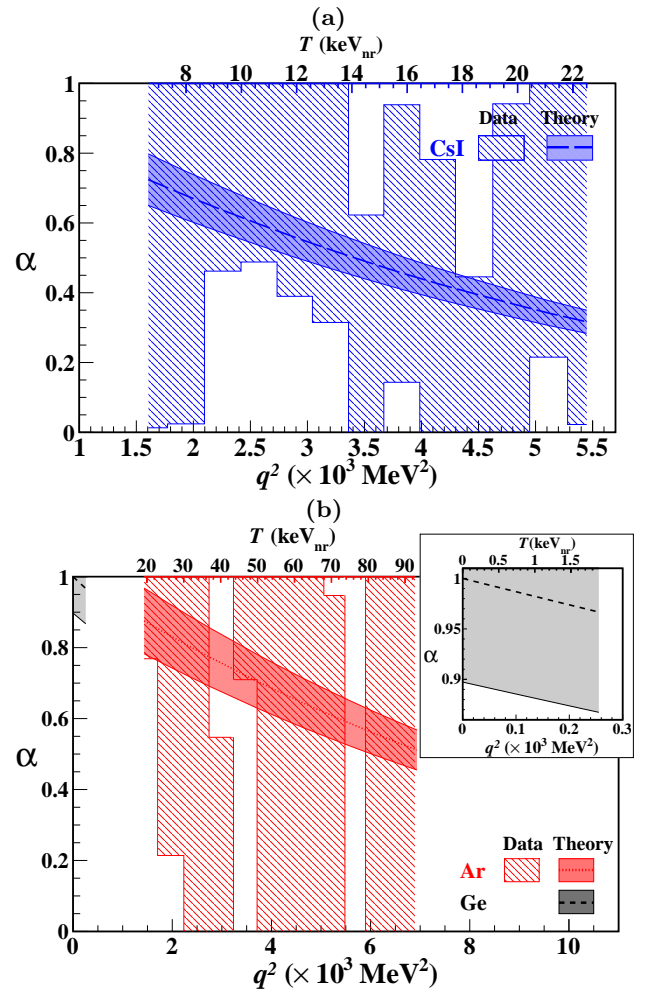 (a)
T (keVnr)
8 10 12 14 16 18 20 22
1
0.8
0.6
0.4
0.2
0
α
Data Theory
CsI
1 1.5 2 2.5 3 3.5 4 4.5 5 5.5
q² (× 10³ MeV²)
(b)
T (keVnr)
20 30 40 50 60 70 80 90
1
0.8
0.6
0.4
0.2
0
α
T(keVnr)
0 0.5 1 1.5
1
0.95
0.9
α
0 0.1 0.2 0.3
q² (× 10³ MeV²)
Data Theory
Ar
Ge
0 2 4 6 8 10
q² (× 10³ MeV²)